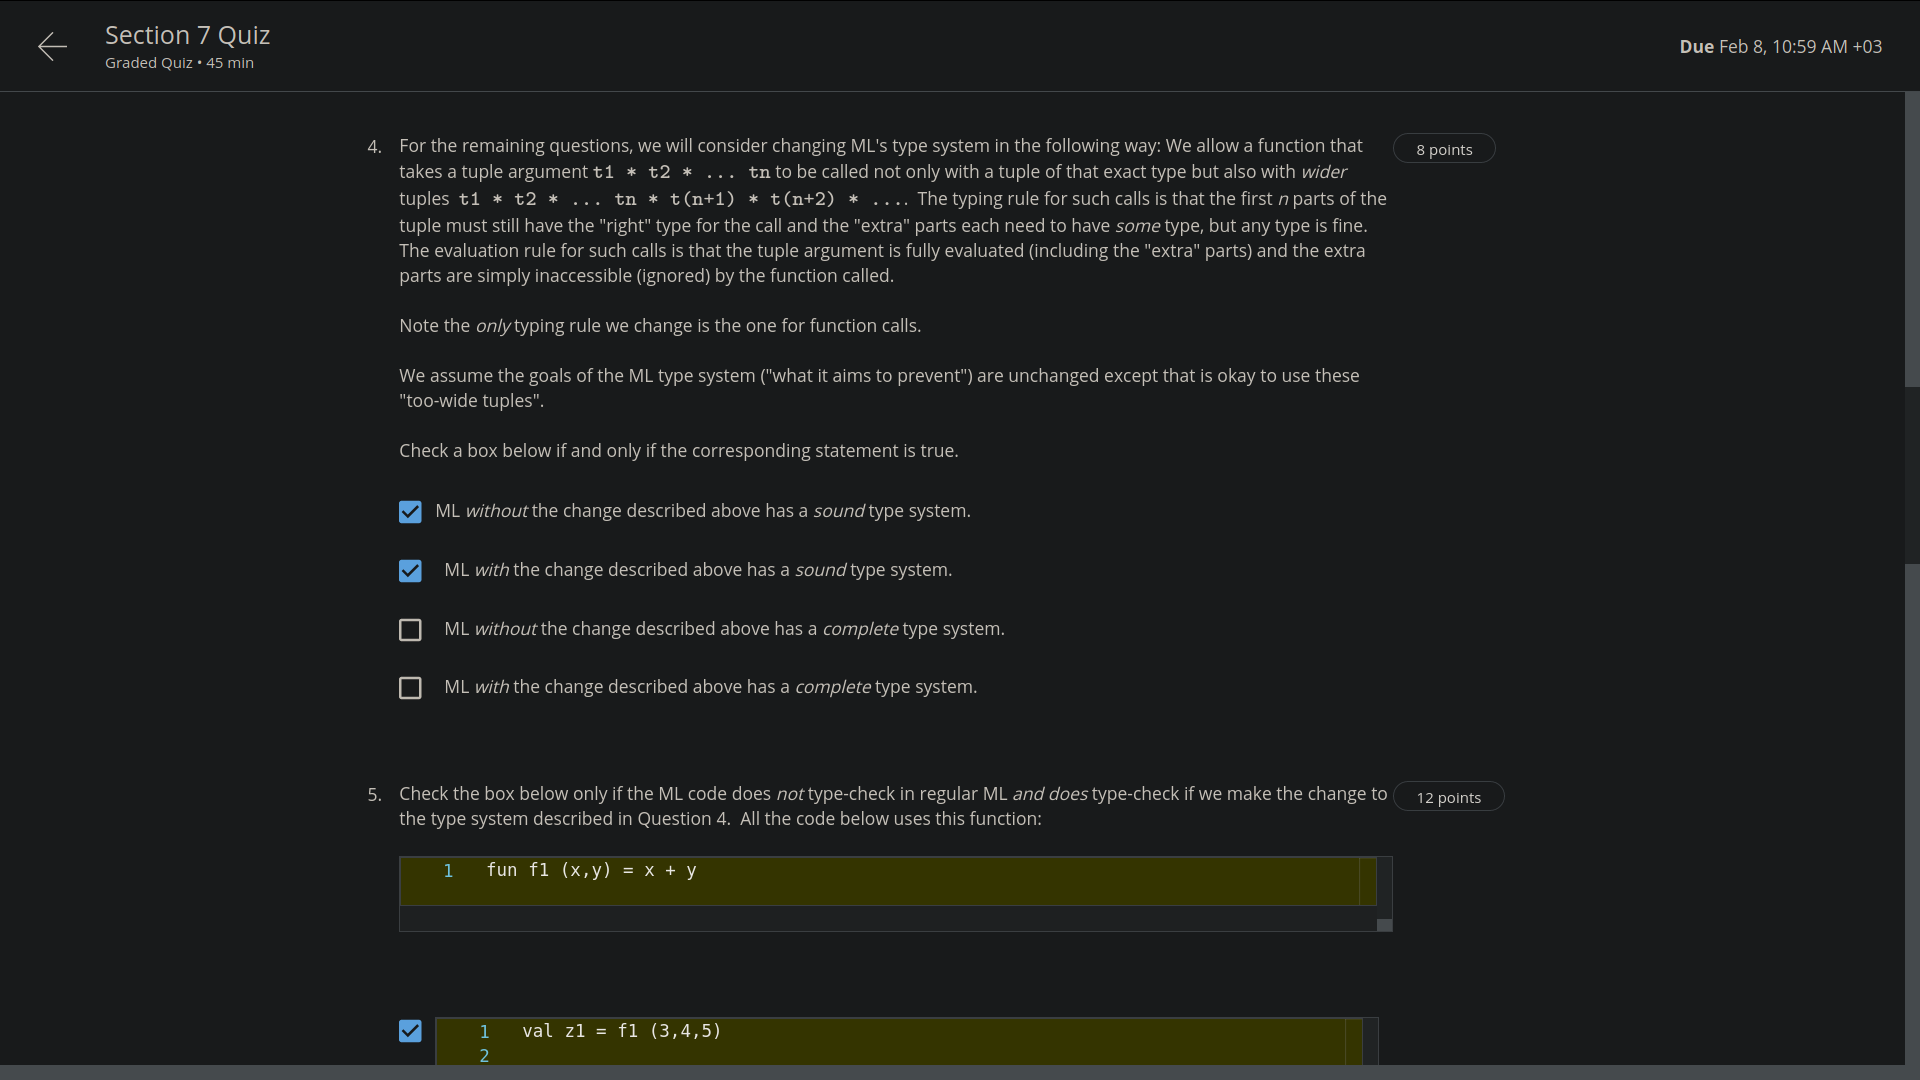 Section 7 Quiz
Graded Quiz • 45 min
Due Feb 8, 10:59 AM +03
4. For the remaining questions, we will consider changing ML's type system in the following way: We allow a function that
8 points
takes a tuple argument t1 * t2 * ... tn to be called not only with a tuple of that exact type but also with wider
tuples t1 * t2 * ... tn * t(n+1) * t(n+2) * .... The typing rule for such calls is that the first n parts of the
tuple must still have the "right" type for the call and the "extra" parts each need to have some type, but any type is fine.
The evaluation rule for such calls is that the tuple argument is fully evaluated (including the "extra" parts) and the extra
parts are simply inaccessible (ignored) by the function called.
Note the only typing rule we change is the one for function calls.
We assume the goals of the ML type system ("what it aims to prevent") are unchanged except that is okay to use these
"too-wide tuples".
Check a box below if and only if the corresponding statement is true.
ML without the change described above has a sound type system.
ML with the change described above has a sound type system.
ML without the change described above has a complete type system.
ML with the change described above has a complete type system.
5. Check the box below only if the ML code does not type-check in regular ML and does type-check if we make the change to
12 points
the type system described in Question 4. All the code below uses this function:
1 fun f1 (x,y) = x + y
1 val z1 = f1 (3,4,5)
2